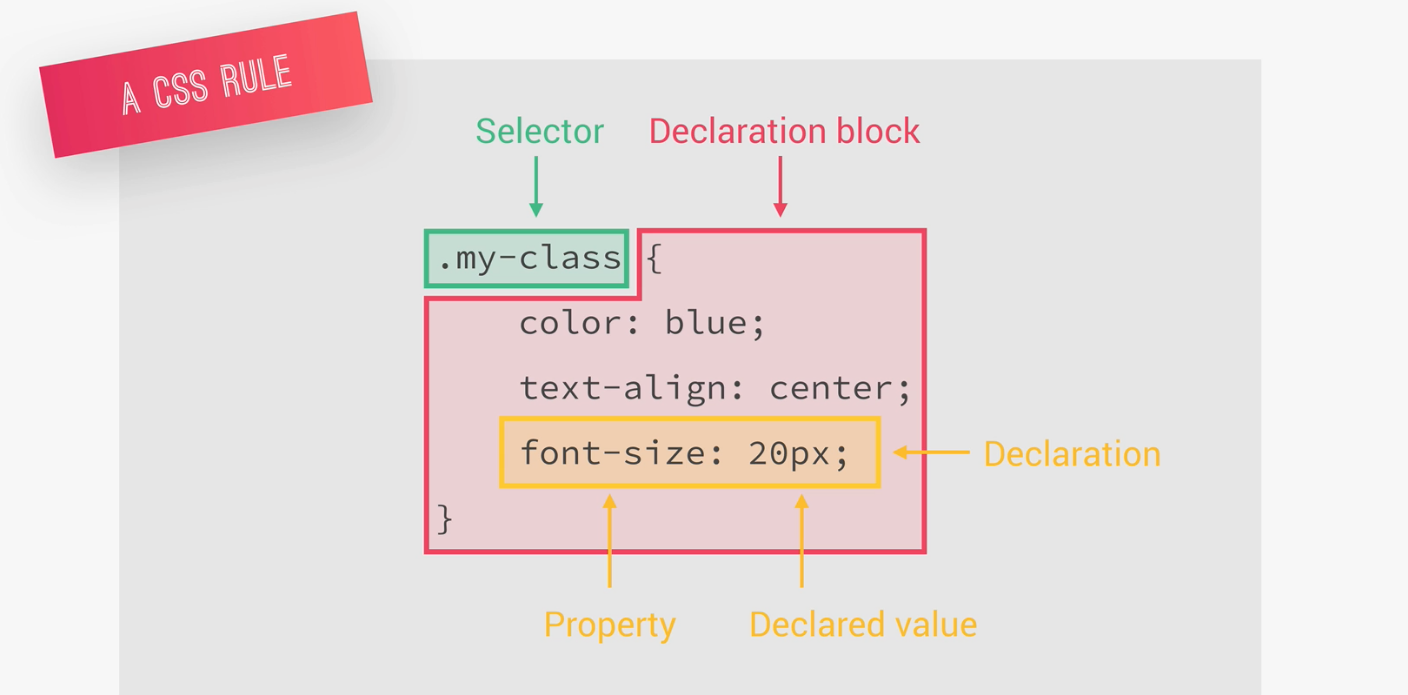 A CSS RULE
Selector
Declaration block
.my-class {
color: blue;
text-align: center;
font-size: 20px;
Declaration
}
Property
Declared value